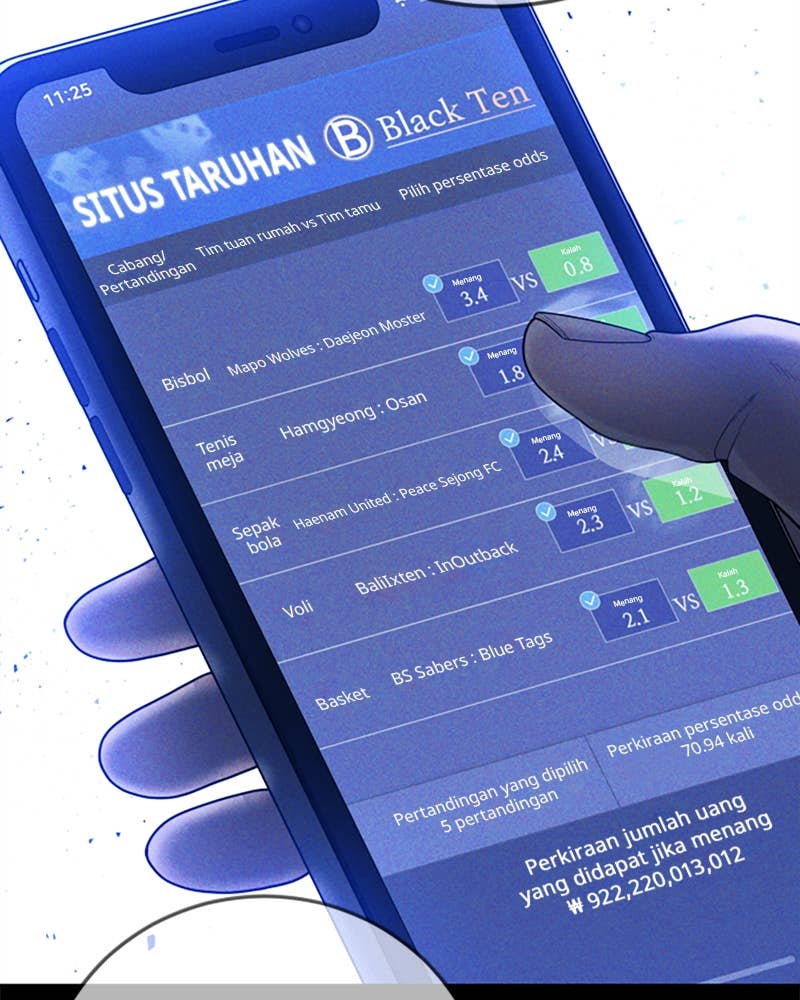 11:25
SITUS TARUHAN B Black Ten
Cabang/
Pertandingan
Tim tuan rumah vs Tim tamu
Pilih persentase odds
Bisbol
Mapo Wolves : Daejeon Moster
Menang
3.4
VS
Kalah
0.8
Tenis
meja
Hamgyeong : Osan
Menang
1.8
Sepak
bola
Haenam United : Peace Sejong FC
Menang
2.4
Voli
BaliIxten : InOutback
Menang
2.3
VS
Kalah
1.2
Basket
BS Sabers : Blue Tags
Menang
2.1
VS
Kalah
1.3
Pertandingan yang dipilih
5 pertandingan
Perkiraan persentase odd
70.94 kali
Perkiraan jumlah uang
yang didapat jika menang
₩ 922,220,013,012